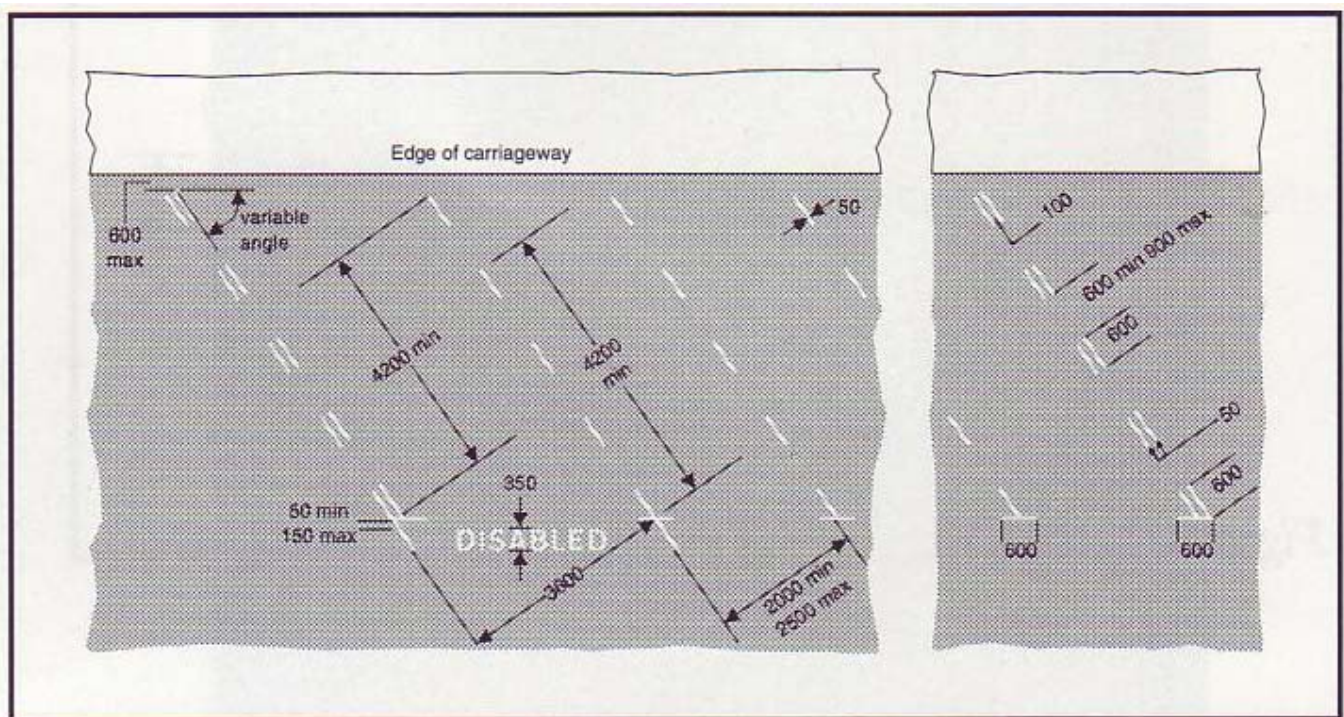 Edge of carriageway
600
max
variable
angle
50
100
600 min 900 max
600
4200 min
4200
min
50
600
50 min
150 max
350
DISABLED
3600
2000 min
2500 max
600
600